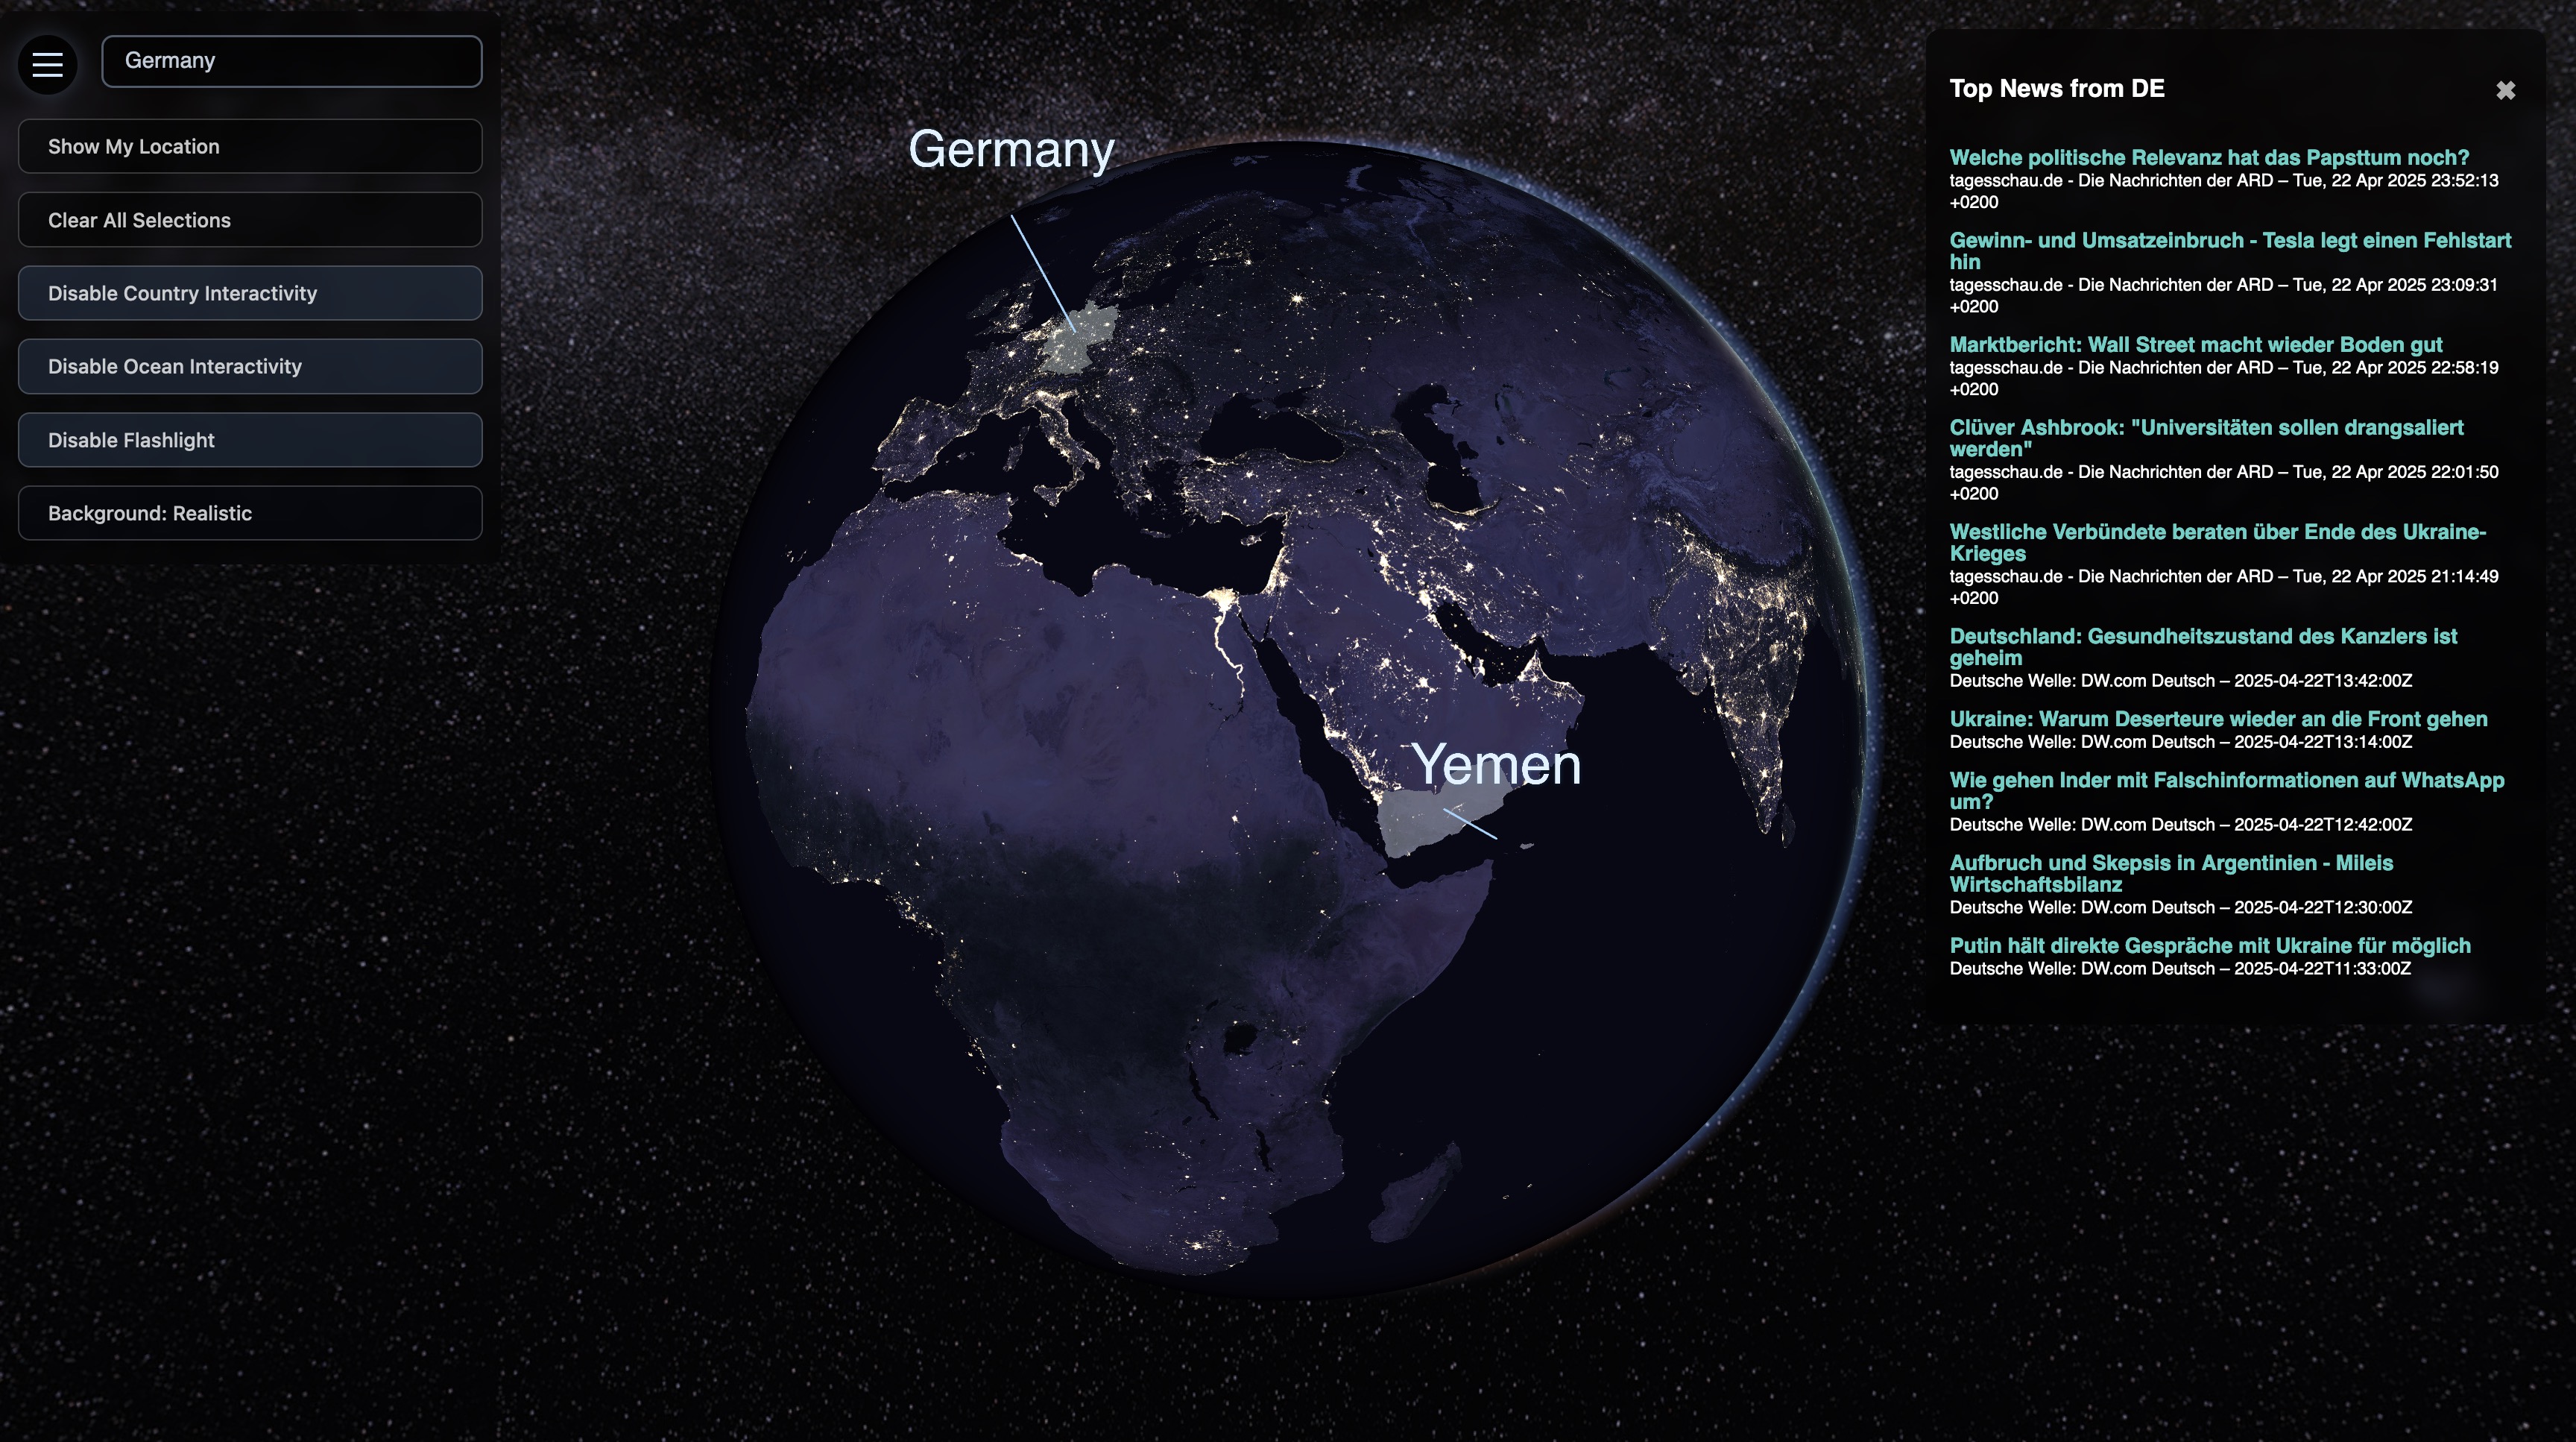 Germany
Show My Location
Clear All Selections
Disable Country Interactivity
Disable Ocean Interactivity
Disable Flashlight
Background: Realistic
Germany
Yemen
Top News from DE
✖
Welche politische Relevanz hat das Papsttum noch?
tagesschau.de - Die Nachrichten der ARD – Tue, 22 Apr 2025 23:52:13
+0200
Gewinn- und Umsatzeinbruch - Tesla legt einen Fehlstart
hin
tagesschau.de - Die Nachrichten der ARD – Tue, 22 Apr 2025 23:09:31
+0200
Marktbericht: Wall Street macht wieder Boden gut
tagesschau.de - Die Nachrichten der ARD – Tue, 22 Apr 2025 22:58:19
+0200
Clüver Ashbrook: "Universitäten sollen drangsaliert
werden"
tagesschau.de - Die Nachrichten der ARD – Tue, 22 Apr 2025 22:01:50
+0200
Westliche Verbündete beraten über Ende des Ukraine-
Krieges
tagesschau.de - Die Nachrichten der ARD – Tue, 22 Apr 2025 21:14:49
+0200
Deutschland: Gesundheitszustand des Kanzlers ist
geheim
Deutsche Welle: DW.com Deutsch – 2025-04-22T13:42:00Z
Ukraine: Warum Deserteure wieder an die Front gehen
Deutsche Welle: DW.com Deutsch – 2025-04-22T13:14:00Z
Wie gehen Inder mit Falschinformationen auf WhatsApp
um?
Deutsche Welle: DW.com Deutsch – 2025-04-22T12:42:00Z
Aufbruch und Skepsis in Argentinien - Mileis
Wirtschaftsbilanz
Deutsche Welle: DW.com Deutsch – 2025-04-22T12:30:00Z
Putin hält direkte Gespräche mit Ukraine für möglich
Deutsche Welle: DW.com Deutsch – 2025-04-22T11:33:00Z